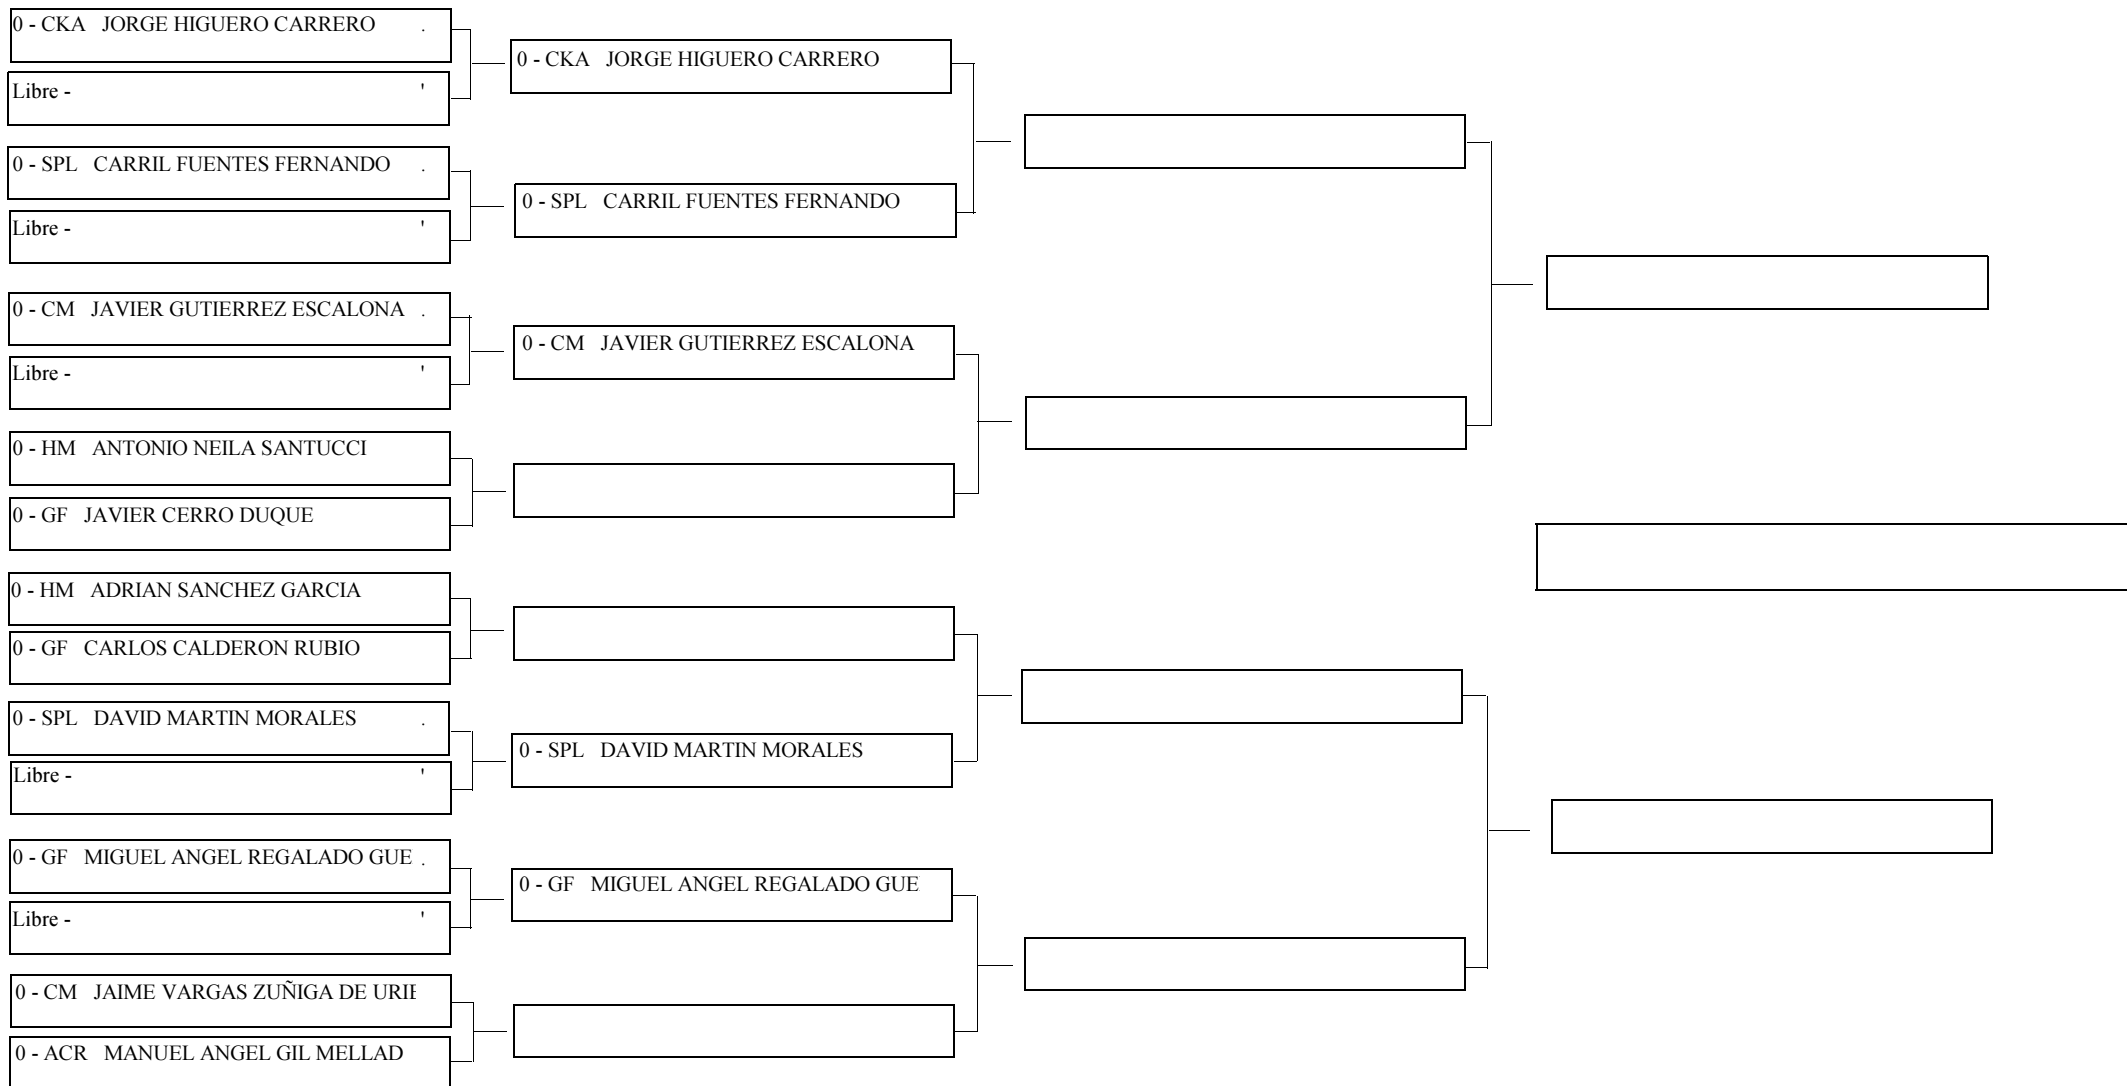 0 - CKA JORGE HIGUERO CARRERO .
Libre - '
0 - SPL CARRIL FUENTES FERNANDO .
Libre - '
0 - CM JAVIER GUTIERREZ ESCALONA .
Libre - '
0 - HM ANTONIO NEILA SANTUCCI
0 - GF JAVIER CERRO DUQUE
0 - HM ADRIAN SANCHEZ GARCIA
0 - GF CARLOS CALDERON RUBIO
0 - SPL DAVID MARTIN MORALES .
Libre - '
0 - GF MIGUEL ANGEL REGALADO GUE .
Libre - '
0 - CM JAIME VARGAS ZUÑIGA DE
0 - ACR MANUEL ANGEL GIL MELLAD
0 - CKA JORGE HIGUERO CARRERO
0 - SPL CARRIL FUENTES FERNANDO
0 - CM JAVIER GUTIERREZ ESCALONA
0 - SPL DAVID MARTIN MORALES
0 - GF MIGUEL ANGEL REGALADO GUE